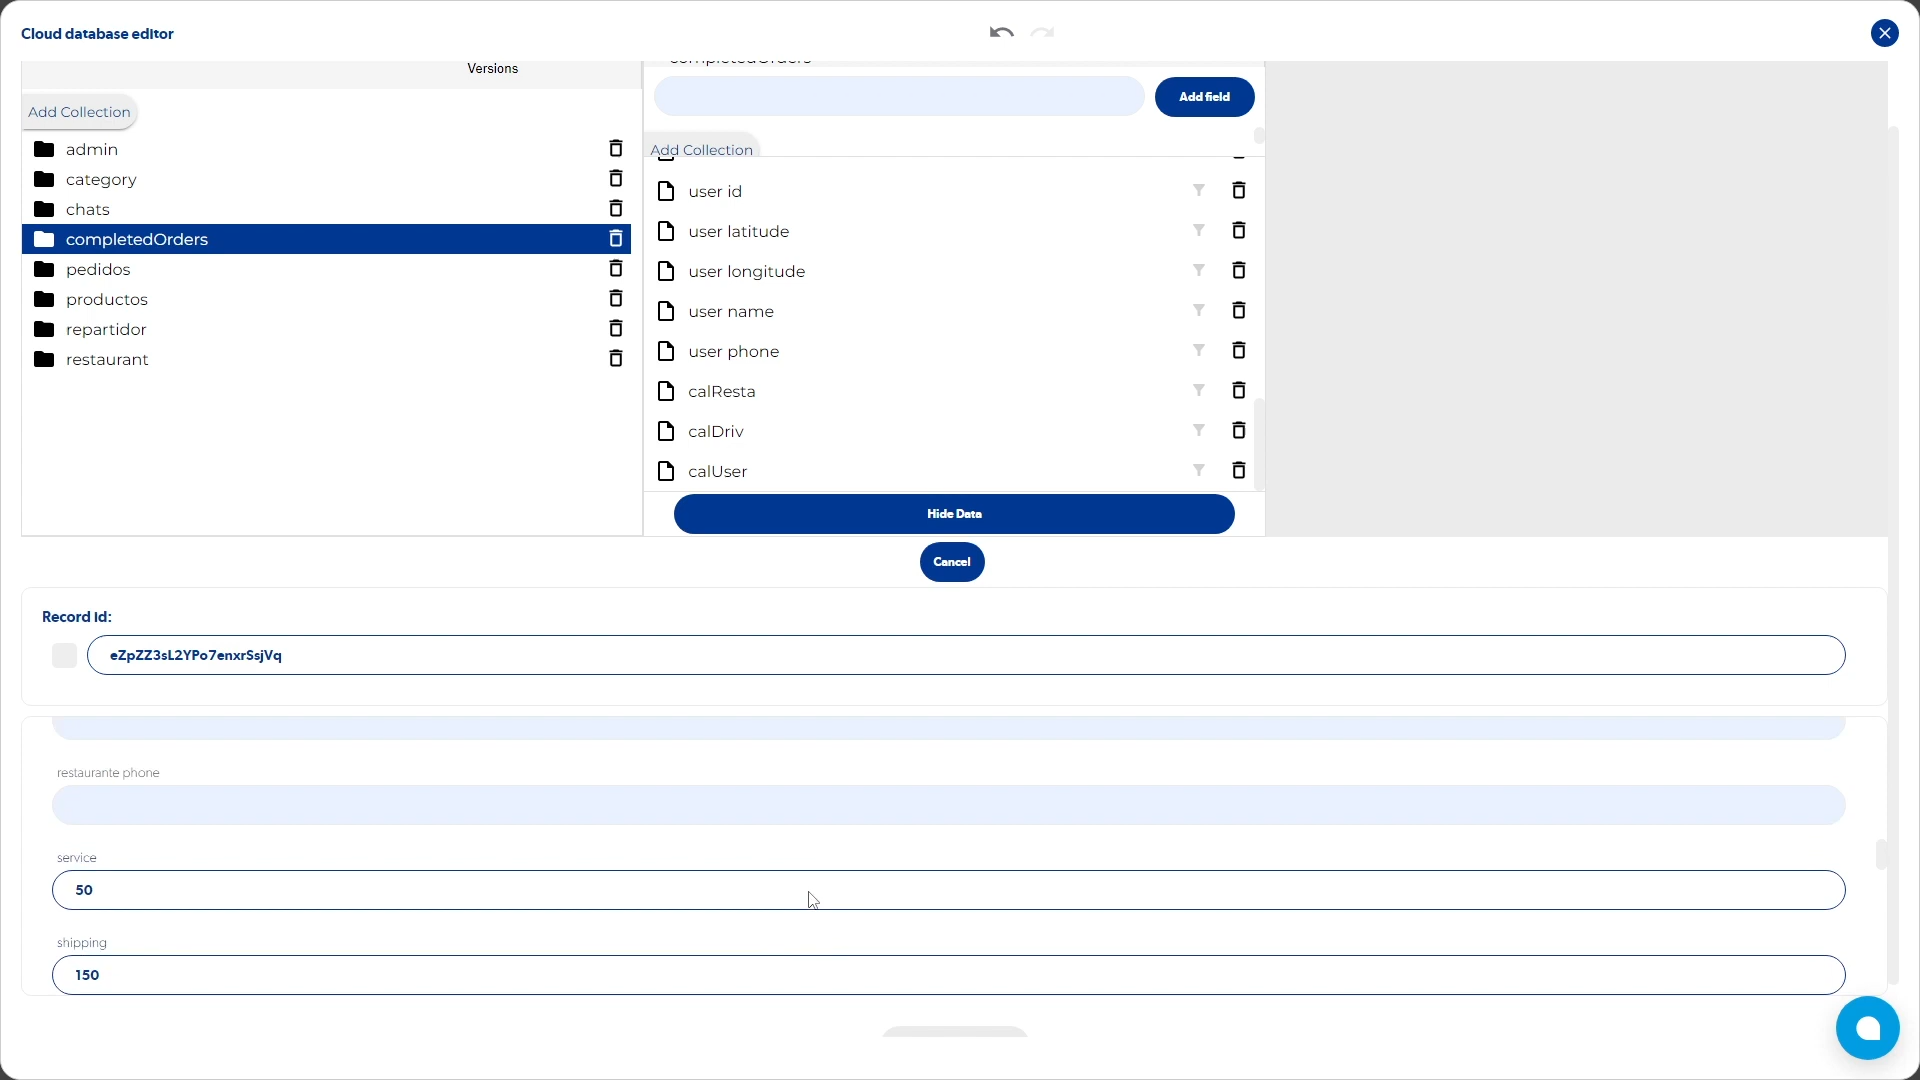 Cloud database editor
Versions
completedOrders
Add field
Add Collection
Add Collection
admin
category
chats
completedOrders
pedidos
productos
repartidor
restaurant
user id
user latitude
user longitude
user name
user phone
calResta
calDriv
calUser
Hide Data
Cancel
Record Id:
eZpZZ3sL2YPo7enxrSsjVq
restaurante phone
service
50
shipping
150